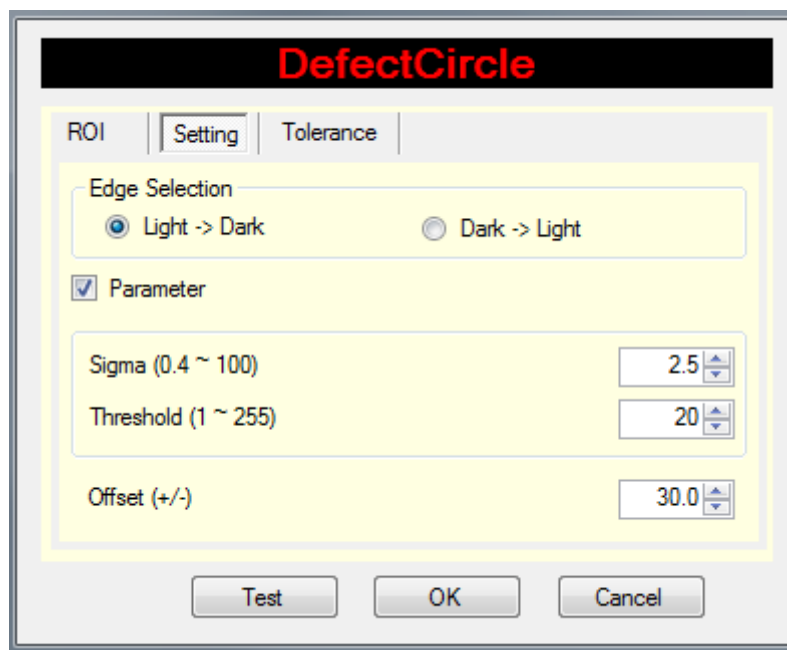 DefectCircle
ROI Setting Tolerance
Edge Selection
Light -> Dark Dark -> Light
Parameter
Sigma (0.4 ~ 100) 2.5
Threshold (1 ~ 255) 20
Offset (+/-) 30.0
Test OK Cancel